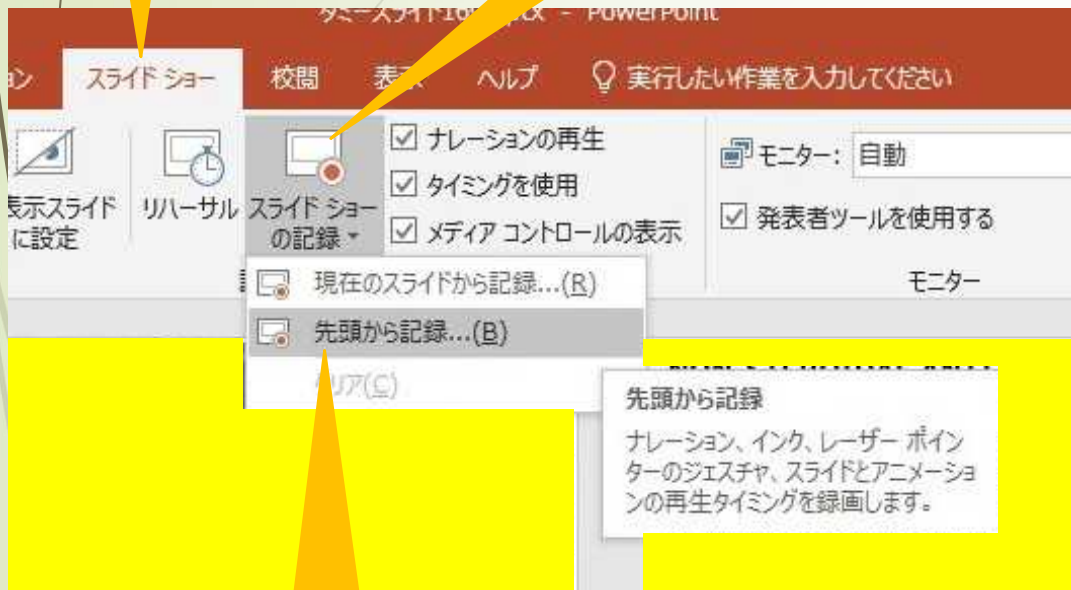 PowerPoint
スライド ショー 校閲 ヘルプ 実行したい作業を入力してください
ナレーションの再生
タイミングを使用
メディア コントロールの表示
表示スライド
に設定
リハーサル
スライド ショー
の記録
モニター: 自動
発表者ツールを使用する
モニター
現在のスライドから記録...(R)
先頭から記録...(B)
(C)
先頭から記録
ナレーション、インク、レーザー ポイン
ターのジェスチャ、スライドとアニメーショ
ンの再生タイミングを録画します。